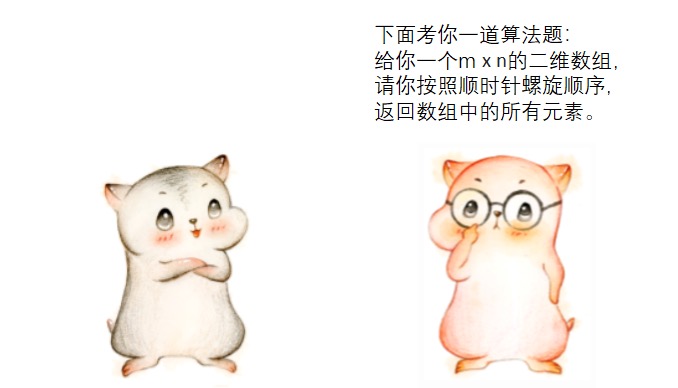 下面考你一道算法题：
给你一个m x n的二维数组，
请你按照顺时针螺旋顺序，
返回数组中的所有元素。